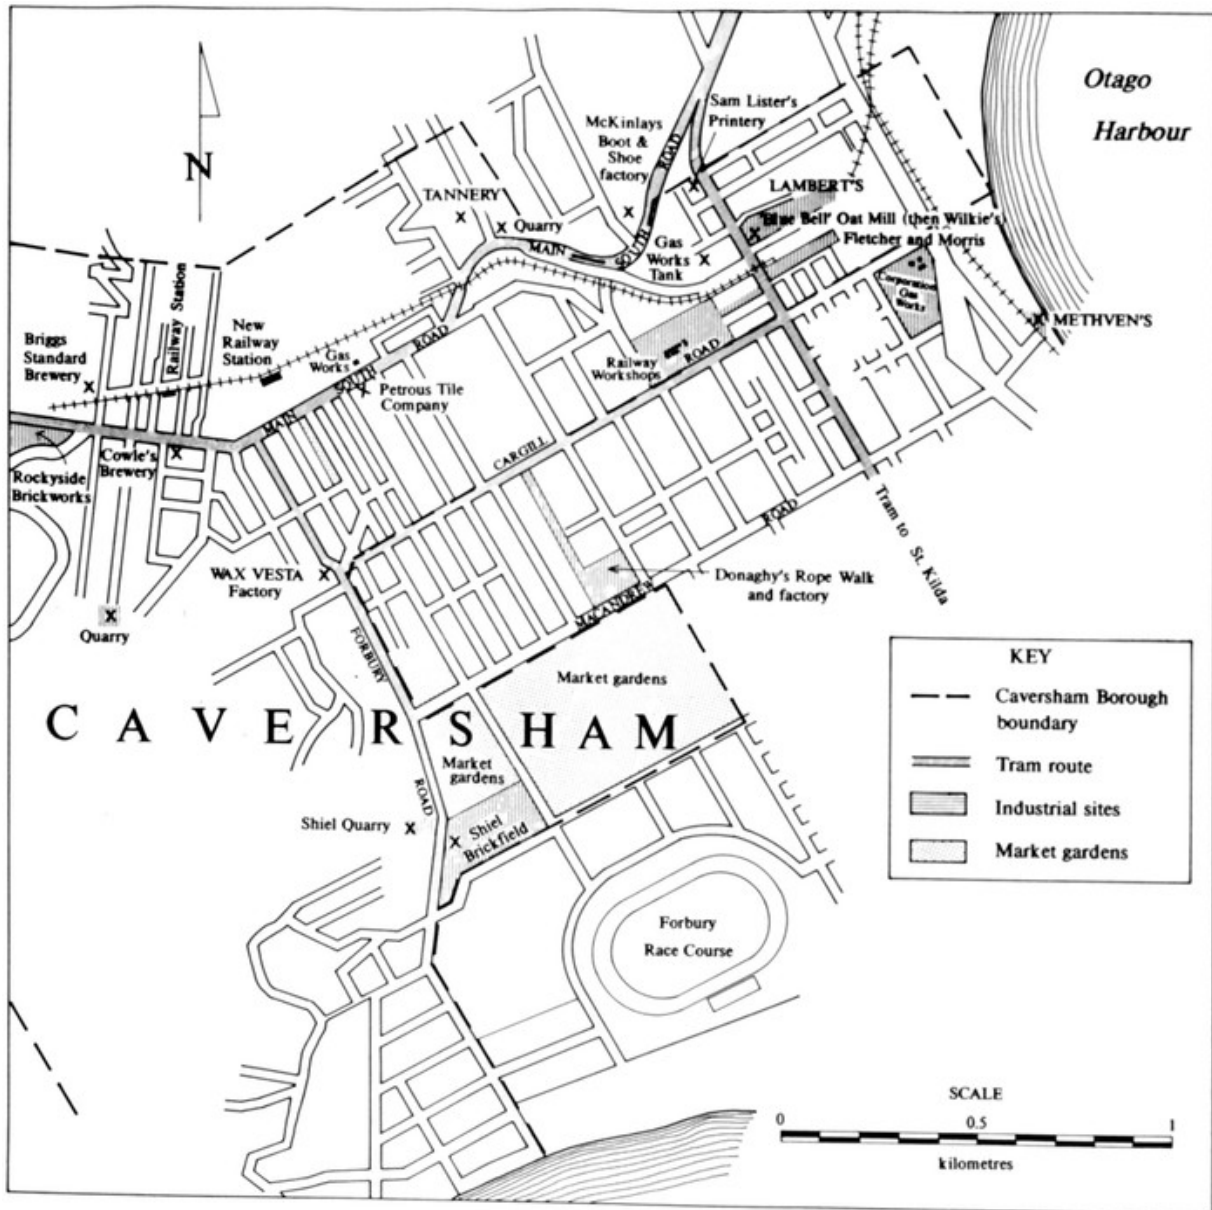 Otago
Harbour
N
Sam Lister's
Printery
McKinlays
Boot &
Shoe
factory
ROAD
TANNERY
Quarry
MAIN
SOUTH
LAMBERT'S
'Blue Bell' Oat Mill (then Wilkie's)
Fletcher and Morris
Gas
Works
Tank
Corporation
Gas
Works
METHVEN'S
Railway Station
New
Railway
Station
Gas
Works
Briggs
Standard
Brewery
MAIN
SOUTH
ROAD
Petrous Tile
Company
Railway
Workshops
ROAD
CARGILL
Cowle's
Brewery
Rockyside
Brickworks
ROAD
Tram to St. Kilda
WAX VESTA
Factory
Donaghy's Rope Walk
and factory
MACANDREW
Quarry
FORBURY
CAVERSHAM
Market gardens
Market
gardens
ROAD
Shiel Quarry
Shiel
Brickfield
Forbury
Race Course
KEY
Caversham Borough
boundary
Tram route
Industrial sites
Market gardens
SCALE
0 0.5 1
kilometres